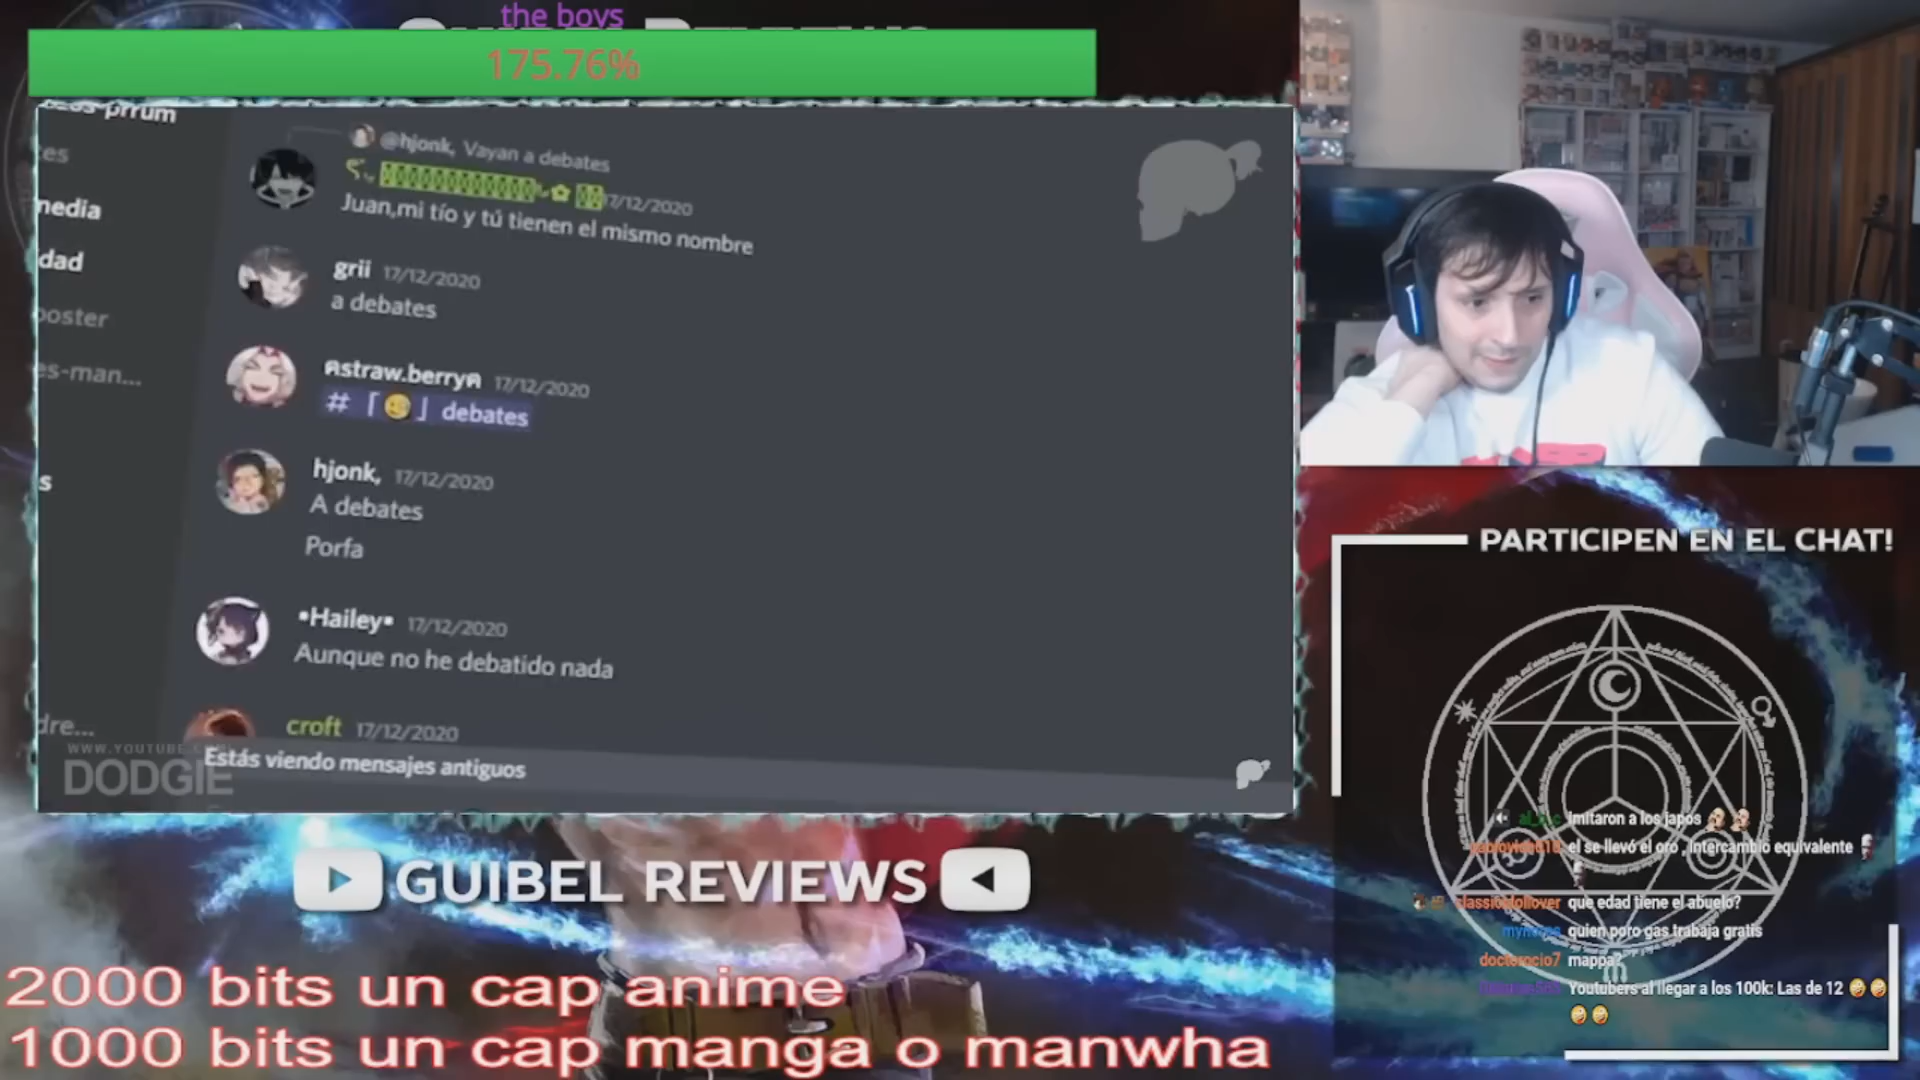 the boys
175.76%
@hjonk, Vayan a debates
17/12/2020
Juan,mi tío y tú tienen el mismo nombre
grii 17/12/2020
a debates
straw.berry 17/12/2020
# 「 」 debates
hjonk, 17/12/2020
A debates
Porfa
•Hailey• 17/12/2020
Aunque no he debatido nada
croft 17/12/2020
Estás viendo mensajes antiguos
media
dad
poster
es-man...
s
dre...
DODGIE
GUIBEL REVIEWS
2000 bits un cap anime
1000 bits un cap manga o manwha
PARTICIPEN EN EL CHAT!
imitaron a los japos
el se llevó el oro , intercambio equivalente
que edad tiene el abuelo?
quien poro gas trabaja gratis
doctorocio7 mappa?
Youtubers al llegar a los 100k: Las de 12